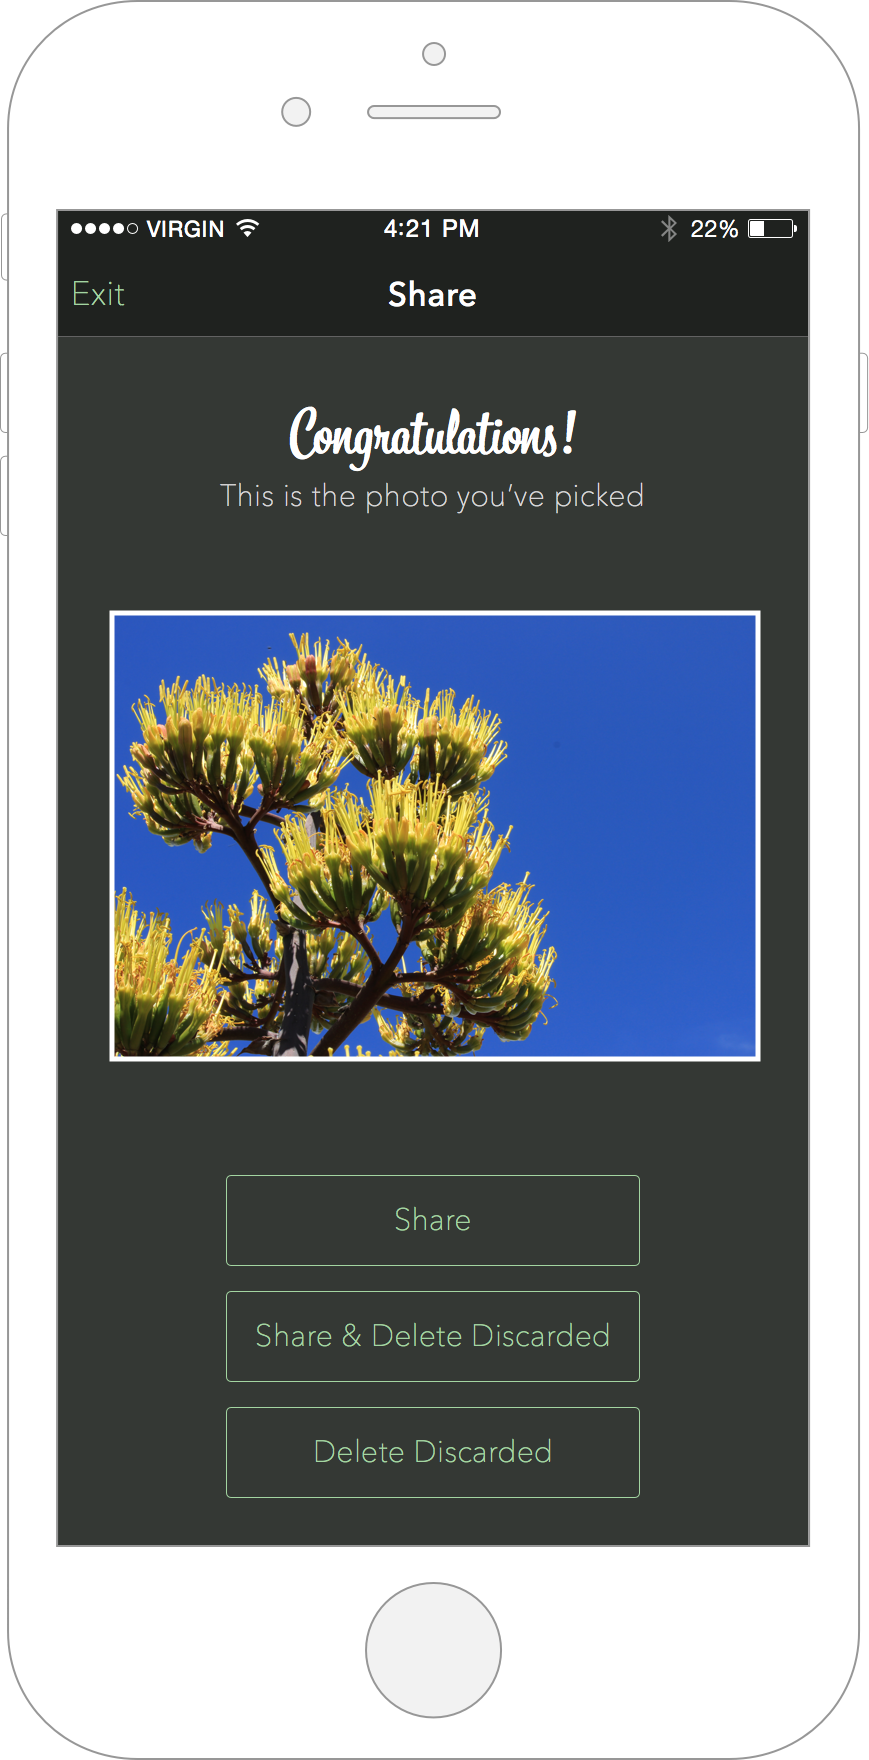 VIRGIN 4:21 PM 22%
Exit Share
Congratulations!
This is the photo you’ve picked
Share
Share & Delete Discarded
Delete Discarded